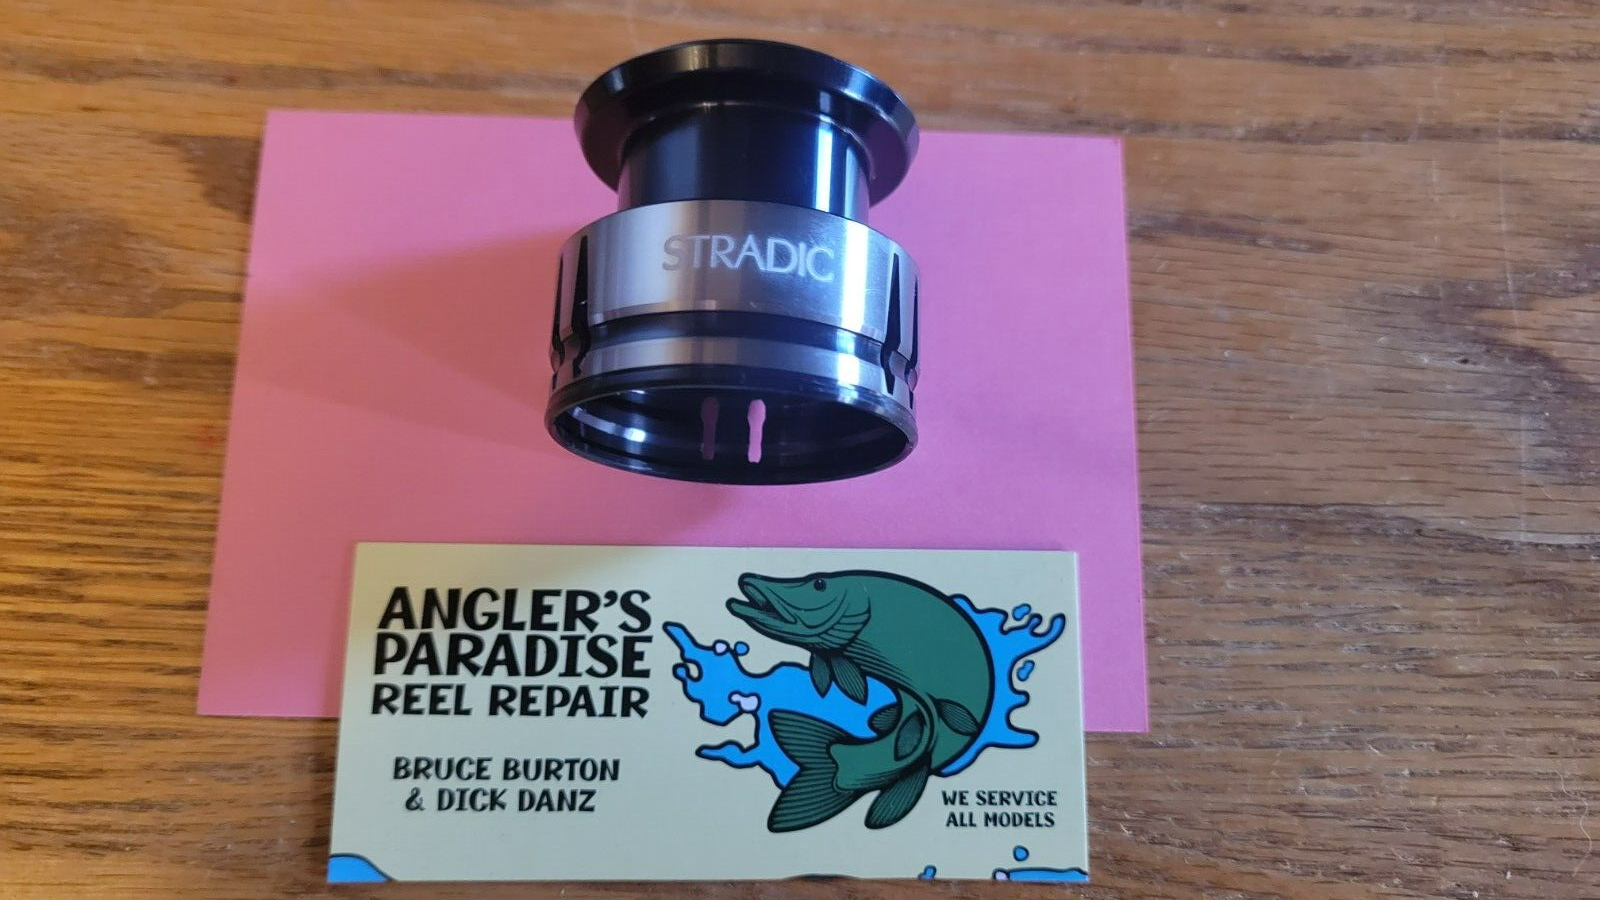 STRADIC
ANGLER'S
PARADISE
REEL REPAIR
BRUCE BURTON
& DICK DANZ
WE SERVICE
ALL MODELS